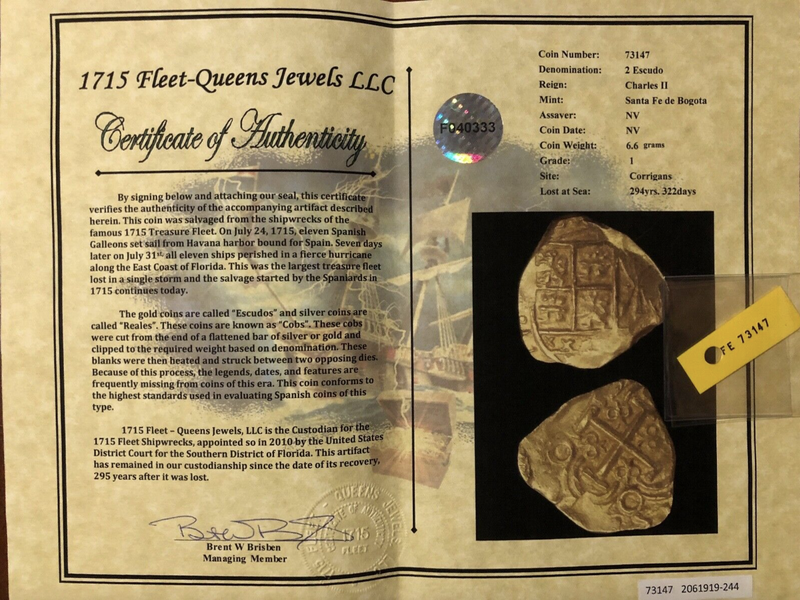 1715 Fleet-Queens Jewels LLC
Certificate of Authenticity
By signing below and attaching our seal, this certificate
verifies the authenticity of the accompanying artifact described
herein. This coin was salvaged from the shipwrecks of the
famous 1715 Treasure Fleet. On July 24, 1715, eleven Spanish
Galleons set sail from Havana harbor bound for Spain. Seven days
later on July 31st, all eleven ships perished in a fierce hurricane
along the East Coast of Florida. This was the largest treasure fleet
lost in a single storm and the salvage started by the Spaniards in
1715 continues today.
The gold coins are called "Escudos" and silver coins are
called "Reales". These coins are known as "Cobs". These cobs
were cut from the end of a flattened bar of silver or gold and
clipped to the required weight based on denomination. These
blanks were then heated and struck between two opposing dies.
Because of this process, the legends, dates, and features are
frequently missing from coins of this era. This coin conforms to
the highest standards used in evaluating Spanish coins of this
type.
1715 Fleet – Queens Jewels, LLC is the Custodian for the
1715 Fleet Shipwrecks, appointed so in 2010 by the United States
District Court for the Southern District of Florida. This artifact
has remained in our custodianship since the date of its recovery,
295 years after it was lost.
Brent W Brisben
Managing Member
QUEENS JEWELS
1715
FLEET
F040333
Coin Number: 73147
Denomination: 2 Escudo
Reign: Charles II
Mint: Santa Fe de Bogota
Assaver: NV
Coin Date: NV
Coin Weight: 6.6 grams
Grade: 1
Site: Corrigans
Lost at Sea: 294yrs. 322days
FE 73147
73147 2061919-244